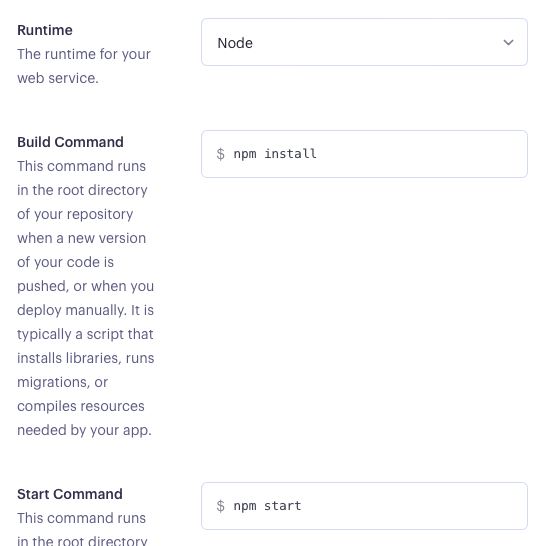 Runtime
The runtime for your
web service.
Node
Build Command
This command runs
in the root directory
of your repository
when a new version
of your code is
pushed, or when you
deploy manually. It is
typically a script that
installs libraries, runs
migrations, or
compiles resources
needed by your app.
$ npm install
Start Command
This command runs
in the root directory
$ npm start